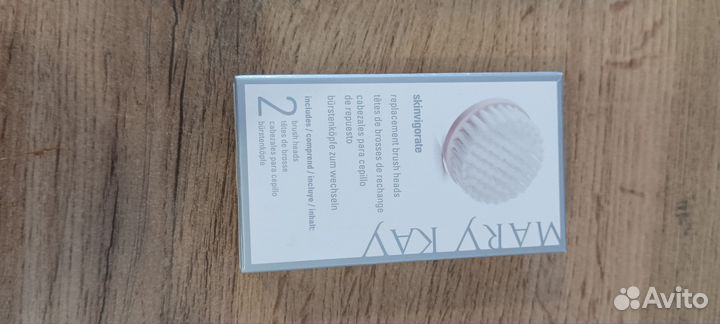 MARY KAY
skinvigorate
replacement brush heads
têtes de brosses de rechange
cabezales para cepillo
de repuesto
bürstenköpfe zum wechseln
includes / comprend / incluye / inhalt:
2
brush heads
têtes de brosse
cabezales para cepillo
bürstenköpfe
Avito